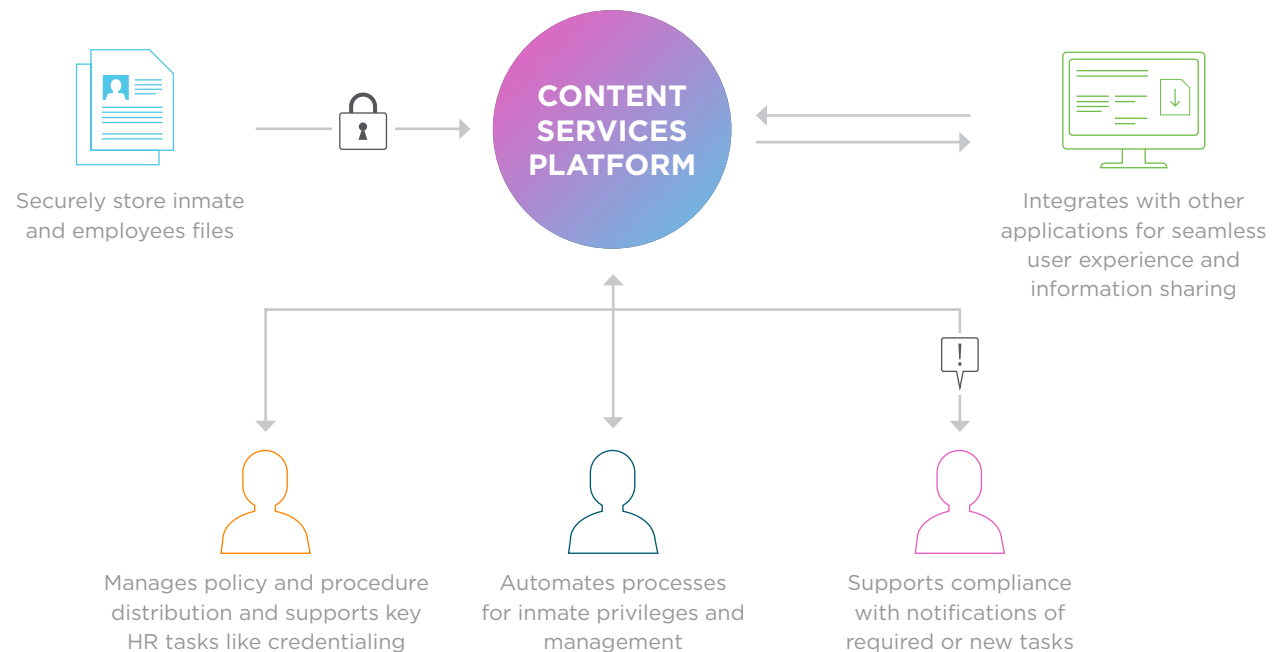 CONTENT
SERVICES
PLATFORM
Securely store inmate
and employees files
Integrates with other
applications for seamless
user experience and
information sharing
!
Manages policy and procedure
distribution and supports key
HR tasks like credentialing
Automates processes
for inmate privileges and
management
Supports compliance
with notifications of
required or new tasks